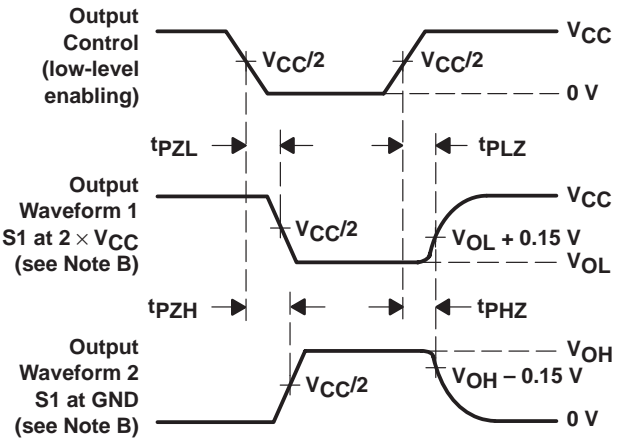 Output
Control
(low-level
enabling)
VCC
VCC/2
VCC/2
0 V
tPZL
tPLZ
Output
Waveform 1
S1 at 2 × VCC
(see Note B)
VCC
VCC/2
VOL + 0.15 V
VOL
tPZH
tPHZ
Output
Waveform 2
S1 at GND
(see Note B)
VOH
VOH – 0.15 V
VCC/2
0 V